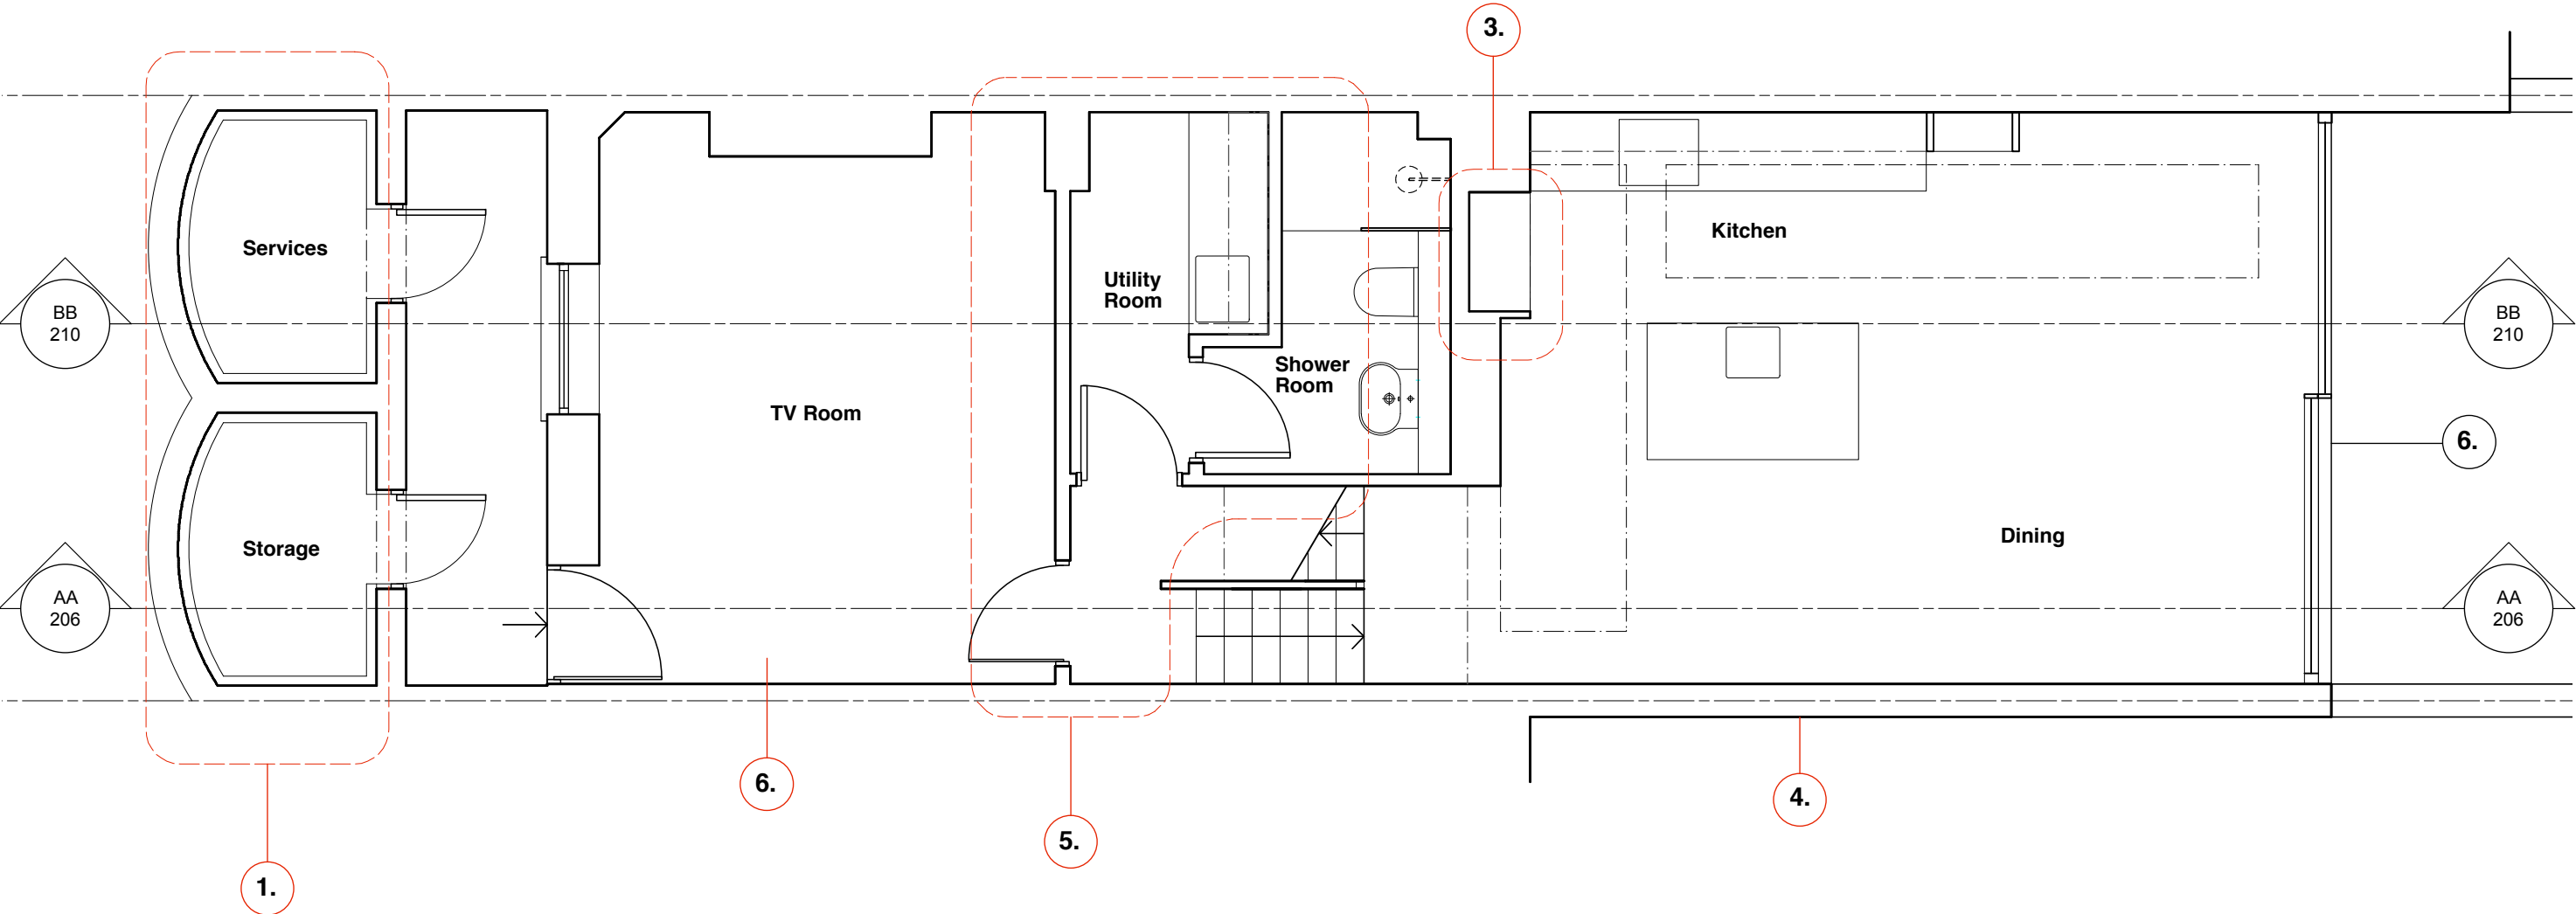 3.
Services
Kitchen
BB
210
Utility
Room
BB
210
Shower
Room
TV Room
6.
Storage
Dining
AA
206
AA
206
6.
4.
5.
1.